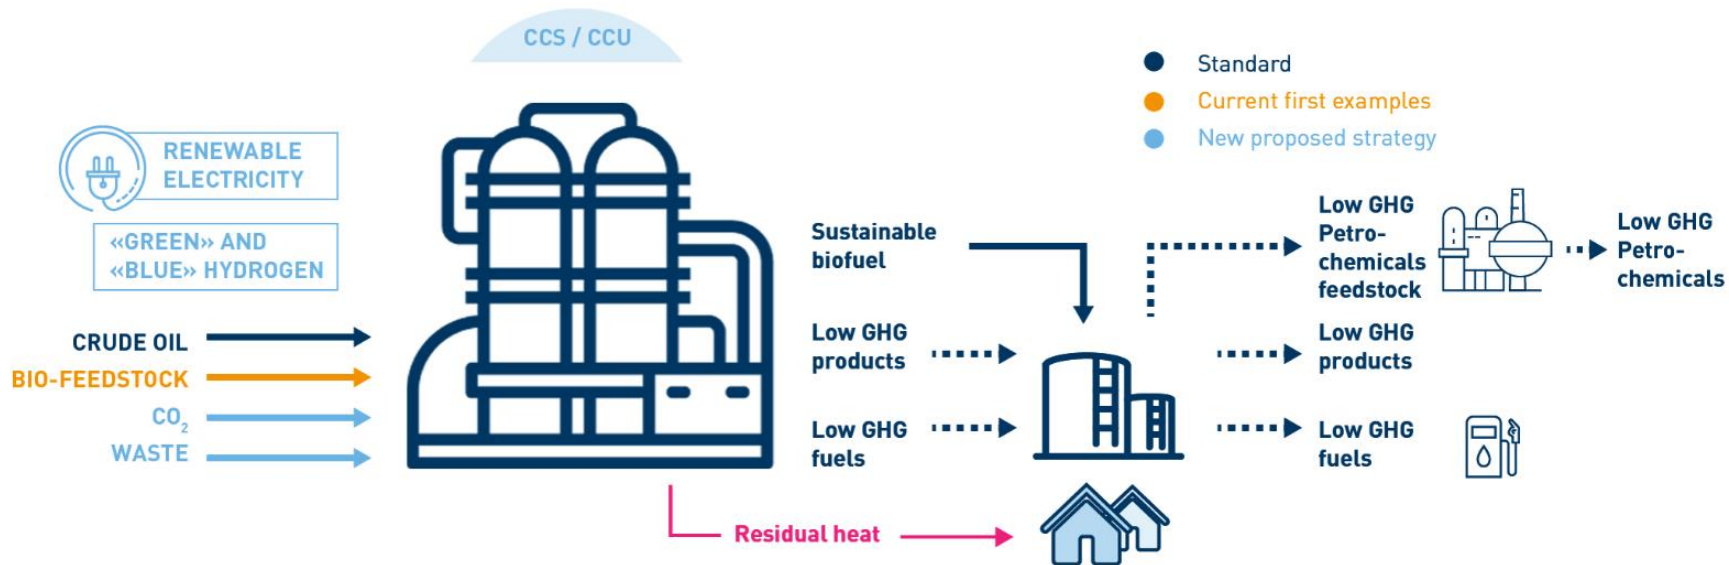 CCS / CCU
Standard
Current first examples
New proposed strategy
RENEWABLE
ELECTRICITY
«GREEN» AND
«BLUE» HYDROGEN
CRUDE OIL
BIO-FEEDSTOCK
CO₂
WASTE
Sustainable
biofuel
Low GHG
products
Low GHG
fuels
Residual heat
Low GHG
Petro-
chemicals
feedstock
Low GHG
Petro-
chemicals
Low GHG
products
Low GHG
fuels